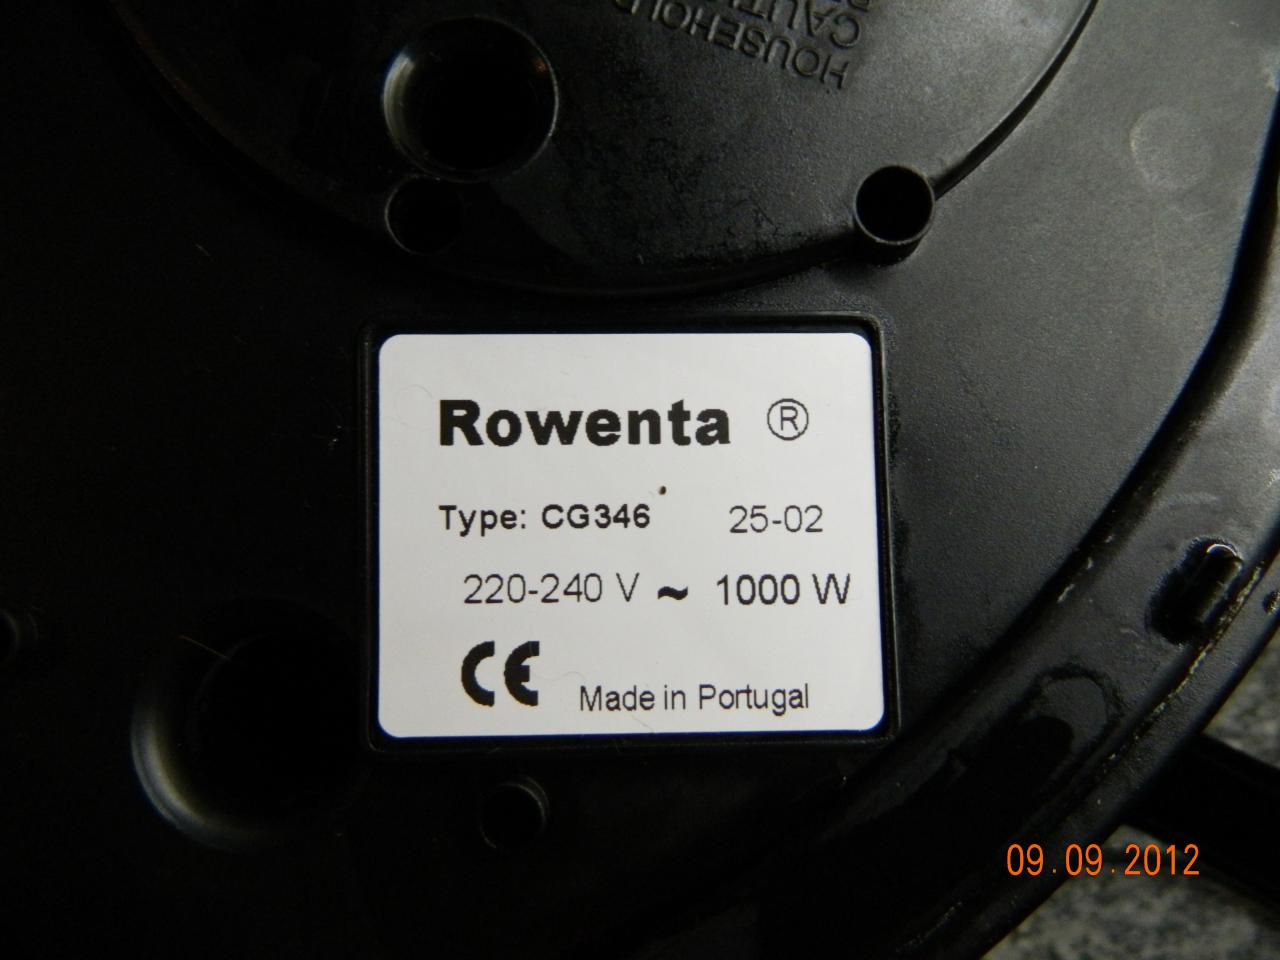 HOUSEHOLD
Rowenta ®
Type: CG346 25-02
220-240 V ~ 1000 W
CE Made in Portugal
09.09.2012